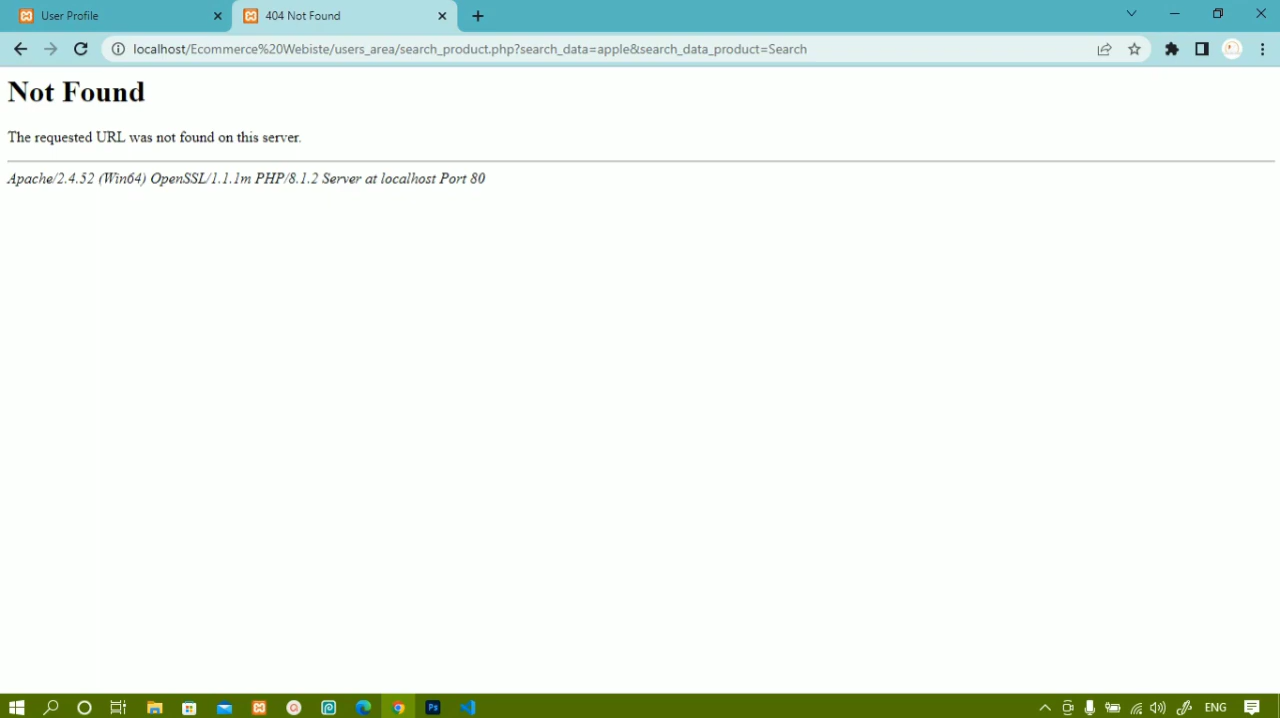 User Profile
404 Not Found
localhost/Ecommerce%20Webiste/users_area/search_product.php?search_data=apple&search_data_product=Search
Not Found
The requested URL was not found on this server.
Apache/2.4.52 (Win64) OpenSSL/1.1.1m PHP/8.1.2 Server at localhost Port 80
Ps
ENG